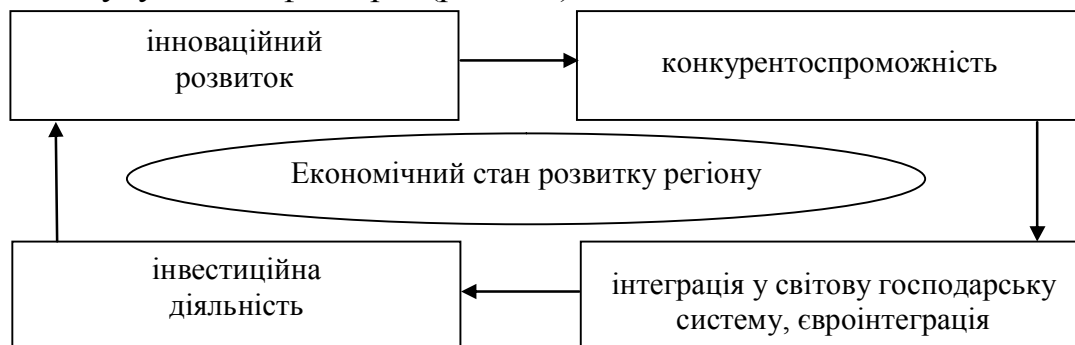 інноваційний
розвиток
конкурентоспроможність
Економічний стан розвитку регіону
інвестиційна
діяльність
інтеграція у світову господарську
систему, євроінтеграція